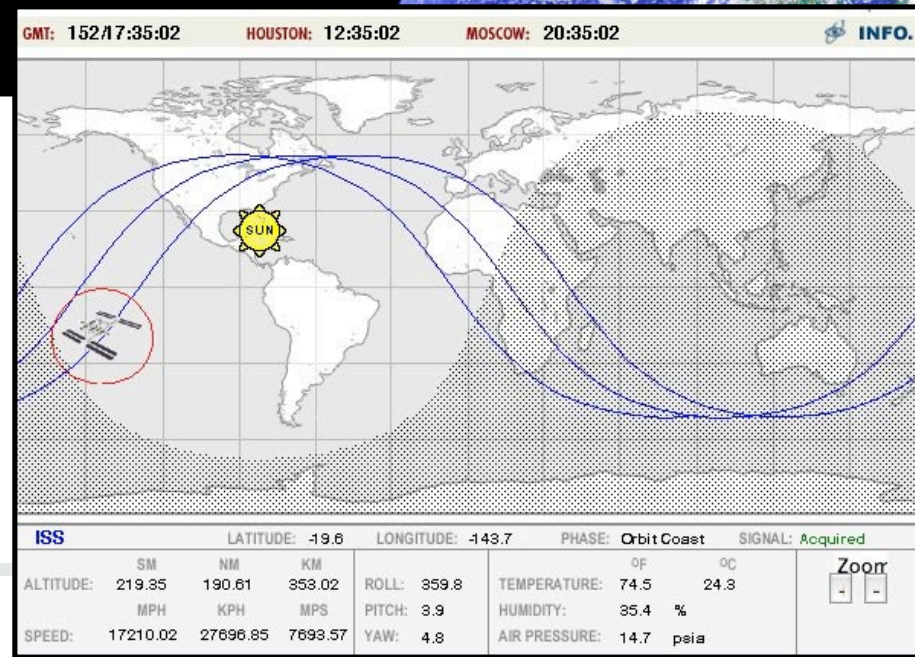 GMT: 152/17:35:02 HOUSTON: 12:35:02 MOSCOW: 20:35:02 INFO.
SUN
ISS LATITUDE: -19.6 LONGITUDE: -143.7 PHASE: Orbit Coast SIGNAL: Acquired
SM NM KM ºF ºC Zoom
ALTITUDE: 219.35 190.61 353.02 ROLL: 359.8 TEMPERATURE: 74.5 24.3 - -
MPH KPH MPS PITCH: 3.9 HUMIDITY: 35.4 %
SPEED: 17210.02 27696.85 7693.57 YAW: 4.8 AIR PRESSURE: 14.7 psia